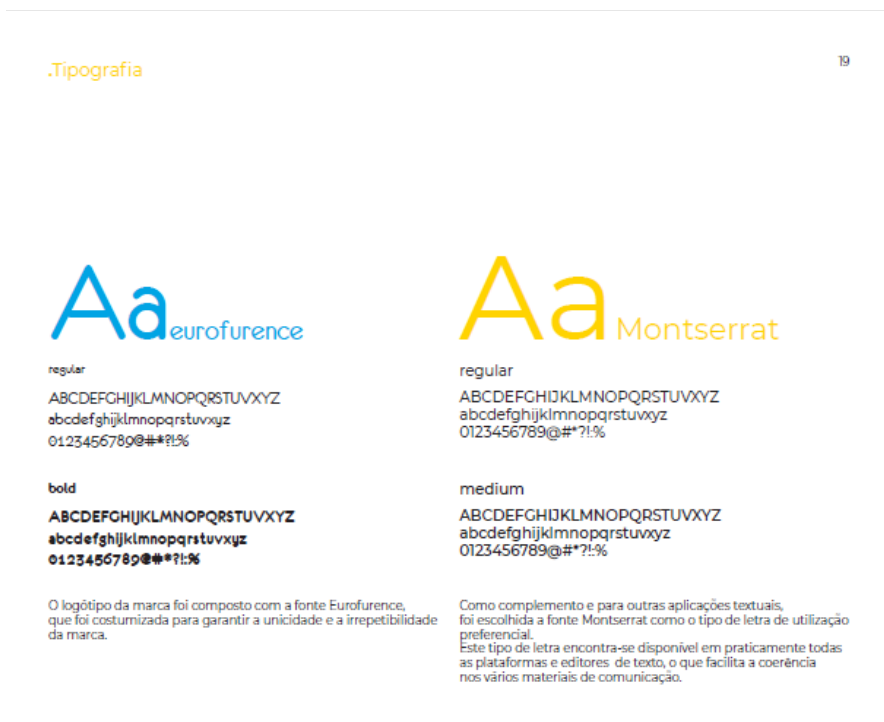 .Tipografia
19
Aa eurofurence
regular
ABCDEFGHIJKLMNOPQRSTUVXYZ
abcdefghijklmnopqrstuvxyz
0123456789@#*?!:%
bold
ABCDEFGHIJKLMNOPQRSTUVXYZ
abcdefghijklmnopqrstuvxyz
0123456789@#*?!:%
O logótipo da marca foi composto com a fonte Eurofurence,
que foi costumizada para garantir a unicidade e a irrepetibilidade
da marca.
Aa Montserrat
regular
ABCDEFGHIJKLMNOPQRSTUVXYZ
abcdefghijklmnopqrstuvxyz
0123456789@#*?!:%
medium
ABCDEFGHIJKLMNOPQRSTUVXYZ
abcdefghijklmnopqrstuvxyz
0123456789@#*?!:%
Como complemento e para outras aplicações textuais,
foi escolhida a fonte Montserrat como o tipo de letra de utilização
preferencial.
Este tipo de letra encontra-se disponível em praticamente todas
as plataformas e editores de texto, o que facilita a coerência
nos vários materiais de comunicação.